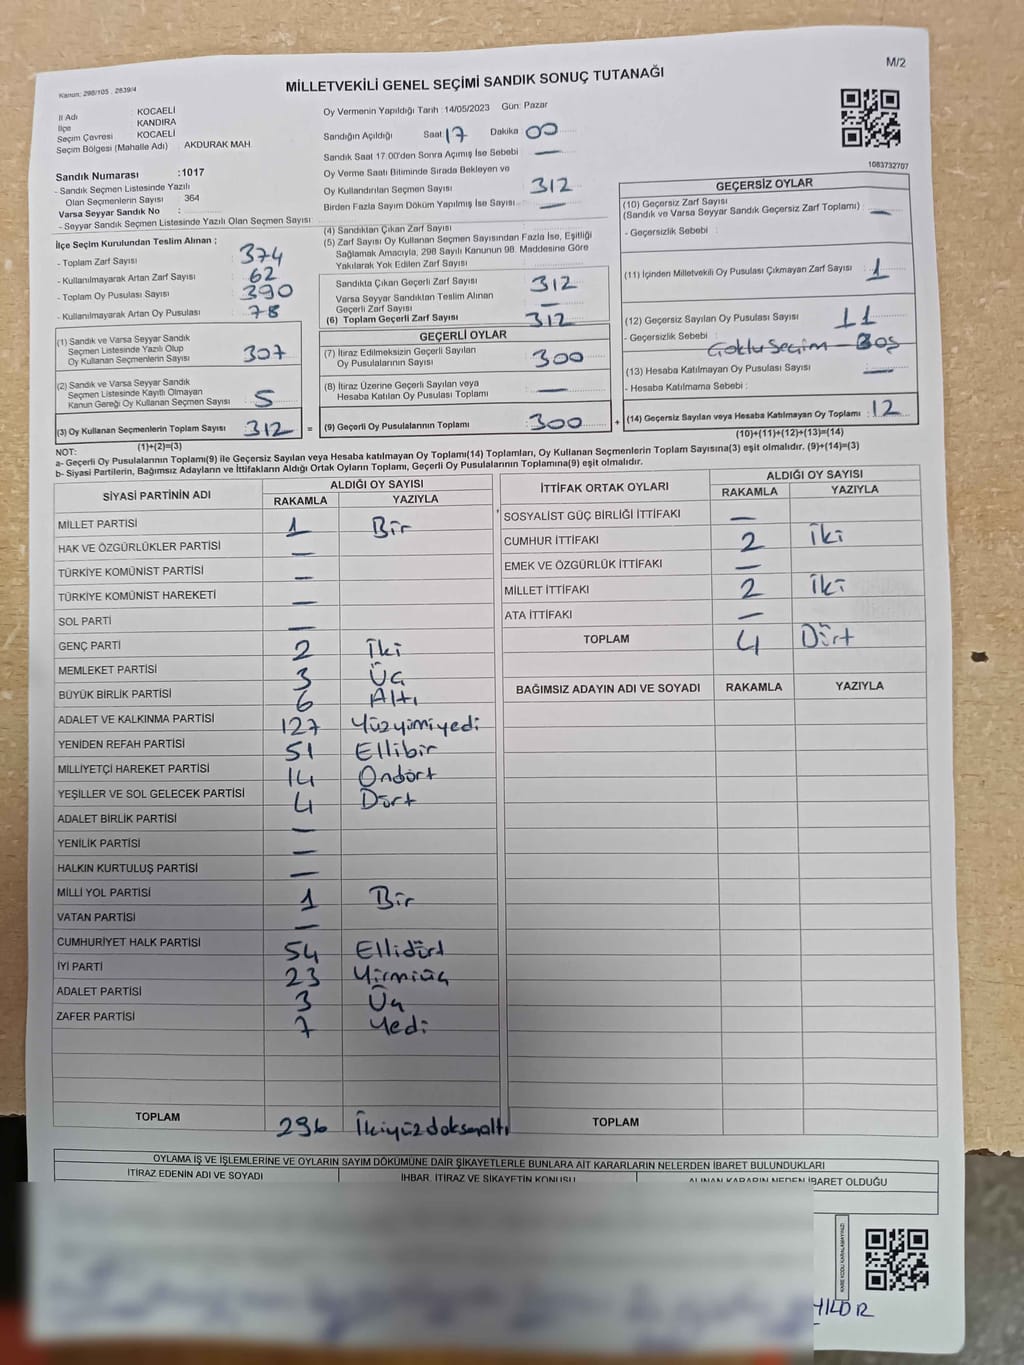 M/2
Kanun: 298/105 . 2839/4
MİLLETVEKİLİ GENEL SEÇİMİ SANDIK SONUÇ TUTANAĞI
İl Adı : KOCAELİ
İlçe : KANDIRA
Seçim Çevresi : KOCAELİ
Seçim Bölgesi (Mahalle Adı) : AKDURAK MAH.
Sandık Numarası :1017
- Sandık Seçmen Listesinde Yazılı
Olan Seçmenlerin Sayısı : 364
Varsa Seyyar Sandık No :
- Seyyar Sandık Seçmen Listesinde Yazılı Olan Seçmen Sayısı :
Oy Vermenin Yapıldığı Tarih : 14/05/2023 Gün: Pazar
Sandığın Açıldığı Saat 17 Dakika 00
Sandık Saat 17:00'den Sonra Açımış İse Sebebi —
Oy Verme Saati Bitiminde Sırada Bekleyen ve
Oy Kullandırılan Seçmen Sayısı 312
Birden Fazla Sayım Döküm Yapılmış İse Sayısı : —
(4) Sandıktan Çıkan Zarf Sayısı
(5) Zarf Sayısı Oy Kullanan Seçmen Sayısından Fazla İse, Eşitliği
Sağlamak Amacıyla, 298 Sayılı Kanunun 98. Maddesine Göre
Yakılarak Yok Edilen Zarf Sayısı
1083732707
İlçe Seçim Kurulundan Teslim Alınan ;
- Toplam Zarf Sayısı : 374
- Kullanılmayarak Artan Zarf Sayısı : 62
- Toplam Oy Pusulası Sayısı : 390
- Kullanılmayarak Artan Oy Pusulası : 78
(1) Sandık ve Varsa Seyyar Sandık
Seçmen Listesinde Yazılı Olup
Oy Kullanan Seçmenlerin Sayısı : 307
(2) Sandık ve Varsa Seyyar Sandık
Seçmen Listesinde Kayıtlı Olmayan
Kanun Gereği Oy Kullanan Seçmen Sayısı : 5
(3) Oy Kullanan Seçmenlerin Toplam Sayısı : 312 =
(1)+(2)=(3)
Sandıkta Çıkan Geçerli Zarf Sayısı 312
Varsa Seyyar Sandıktan Teslim Alınan
Geçerli Zarf Sayısı —
(6) Toplam Geçerli Zarf Sayısı 312
GEÇERLİ OYLAR
(7) İtiraz Edilmeksizin Geçerli Sayılan
Oy Pusulalarının Sayısı 300
(8) İtiraz Üzerine Geçerli Sayılan veya
Hesaba Katılan Oy Pusulası Toplamı —
(9) Geçerli Oy Pusulalarının Toplamı 300 +
GEÇERSİZ OYLAR
(10) Geçersiz Zarf Sayısı
(Sandık ve Varsa Seyyar Sandık Geçersiz Zarf Toplamı) : —
- Geçersizlik Sebebi :
(11) İçinden Milletvekili Oy Pusulası Çıkmayan Zarf Sayısı : 1
(12) Geçersiz Sayılan Oy Pusulası Sayısı : 11
- Geçersizlik Sebebi : Çoklu Seçim – Boş
(13) Hesaba Katılmayan Oy Pusulası Sayısı : —
- Hesaba Katılmama Sebebi :
(14) Geçersiz Sayılan veya Hesaba Katılmayan Oy Toplamı : 12
(10)+(11)+(12)+(13)=(14)
NOT:
a- Geçerli Oy Pusulalarının Toplamı(9) ile Geçersiz Sayılan veya Hesaba katılmayan Oy Toplamı(14) Toplamları, Oy Kullanan Seçmenlerin Toplam Sayısına(3) eşit olmalıdır. (9)+(14)=(3)
b- Siyasi Partilerin, Bağımsız Adayların ve İttifakların Aldığı Ortak Oyların Toplamı, Geçerli Oy Pusulalarının Toplamına(9) eşit olmalıdır.
SİYASİ PARTİNİN ADI ALDIĞI OY SAYISI
RAKAMLA YAZIYLA
MİLLET PARTİSİ 1 Bir
HAK VE ÖZGÜRLÜKLER PARTİSİ —
TÜRKİYE KOMÜNİST PARTİSİ —
TÜRKİYE KOMÜNİST HAREKETİ —
SOL PARTİ —
GENÇ PARTİ 2 İki
MEMLEKET PARTİSİ 3 Üç
BÜYÜK BİRLİK PARTİSİ 6 Altı
ADALET VE KALKINMA PARTİSİ 127 Yüzyirmiyedi
YENİDEN REFAH PARTİSİ 51 Ellibir
MİLLİYETÇİ HAREKET PARTİSİ 14 Ondört
YEŞİLLER VE SOL GELECEK PARTİSİ 4 Dört
ADALET BİRLİK PARTİSİ —
YENİLİK PARTİSİ —
HALKIN KURTULUŞ PARTİSİ —
MİLLİ YOL PARTİSİ 1 Bir
VATAN PARTİSİ —
CUMHURİYET HALK PARTİSİ 54 Ellidört
İYİ PARTİ 23 Yirmiüç
ADALET PARTİSİ 3 Üç
ZAFER PARTİSİ 7 Yedi
TOPLAM 296 İkiyüzdoksanaltı
İTTİFAK ORTAK OYLARI ALDIĞI OY SAYISI
RAKAMLA YAZIYLA
SOSYALİST GÜÇ BİRLİĞİ İTTİFAKI —
CUMHUR İTTİFAKI 2 İki
EMEK VE ÖZGÜRLÜK İTTİFAKI —
MİLLET İTTİFAKI 2 İki
ATA İTTİFAKI —
TOPLAM 4 Dört
BAĞIMSIZ ADAYIN ADI VE SOYADI RAKAMLA YAZIYLA
TOPLAM
OYLAMA İŞ VE İŞLEMLERİNE VE OYLARIN SAYIM DÖKÜMÜNE DAİR ŞİKAYETLERLE BUNLARA AİT KARARLARIN NELERDEN İBARET BULUNDUKLARI
İTİRAZ EDENİN ADI VE SOYADI İHBAR, İTİRAZ VE ŞİKAYETİN KONUSU ALINAN KARARIN NEDEN İBARET OLDUĞU
KARE KODU KARALAMAYINIZ!